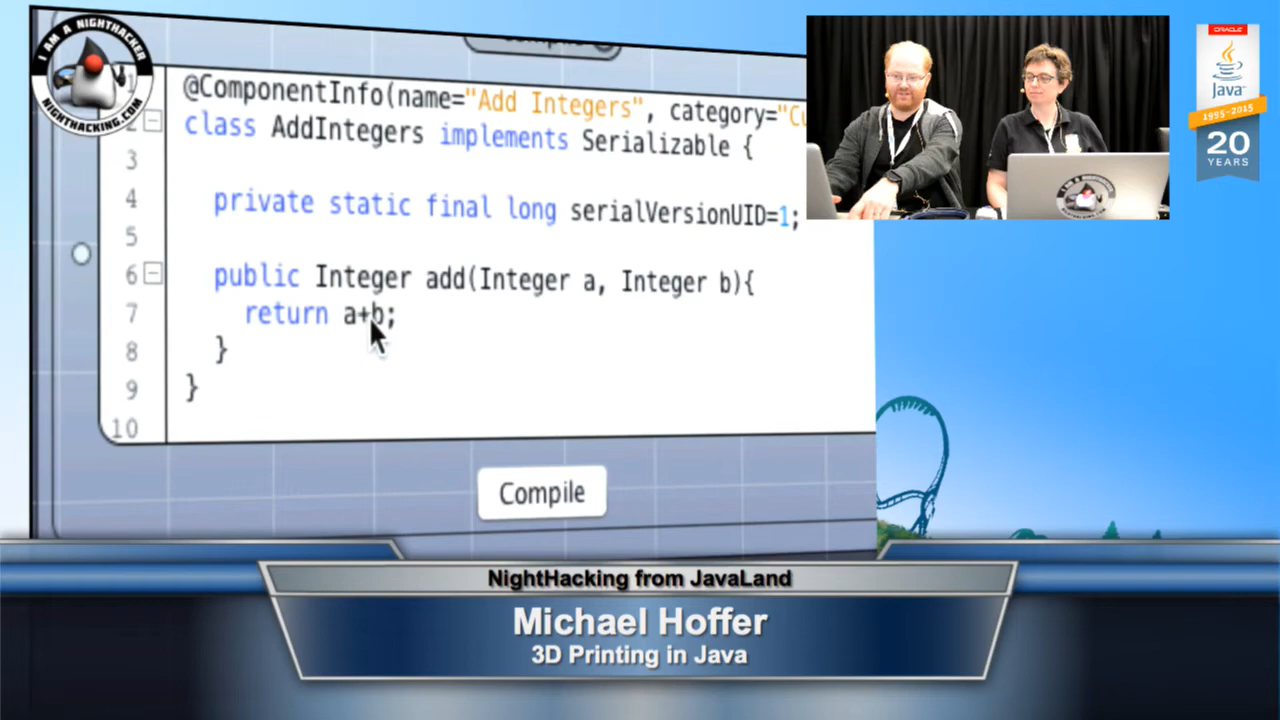 I AM A NIGHTHACKER
NIGHTHACKING.COM
@ComponentInfo(name="Add Integers", category="
2 class AddIntegers implements Serializable {
3
4 private static final long serialVersionUID=1;
5
6 public Integer add(Integer a, Integer b){
7 return a+b;
8 }
9 }
10
Compile
ORACLE
Java
1995-2015
20
YEARS
NightHacking from JavaLand
Michael Hoffer
3D Printing in Java